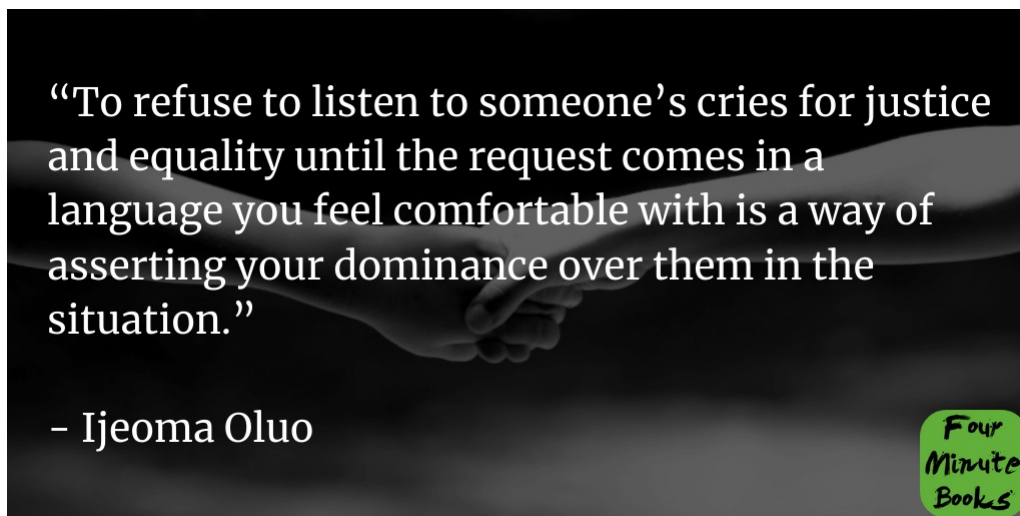 “To refuse to listen to someone’s cries for justice
and equality until the request comes in a
language you feel comfortable with is a way of
asserting your dominance over them in the
situation.”
- Ijeoma Oluo
Four
Minute
Books